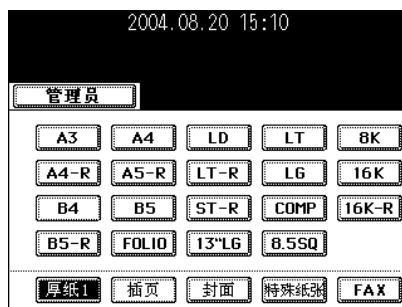 2004.08.20 15:10
管理员
A3 A4 LD LT 8K
A4-R A5-R LT-R LG 16K
B4 B5 ST-R COMP 16K-R
B5-R FOLIO 13"LG 8.5SQ
厚纸1 插页 封面 特殊纸张 FAX